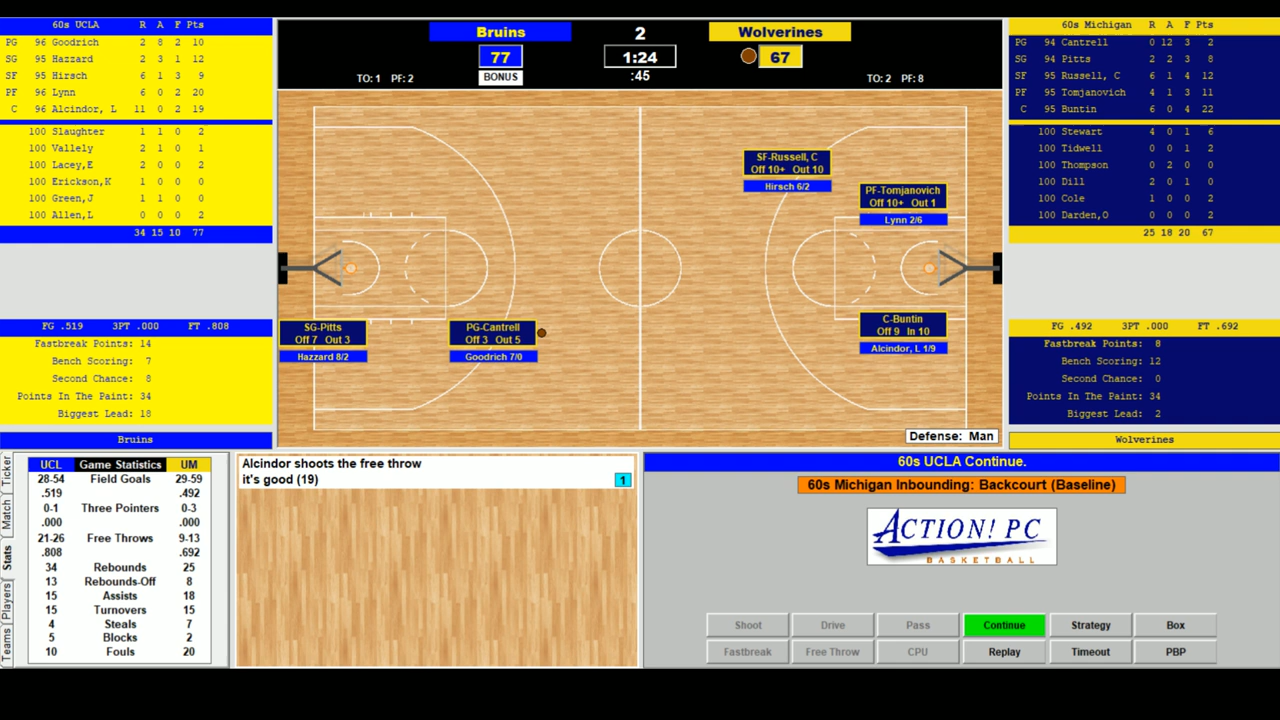 60s UCLA R A F Pts
PG 96 Goodrich 2 8 2 10
SG 95 Hazzard 2 3 1 12
SF 95 Hirsch 6 1 3 9
PF 96 Lynn 6 0 2 20
C 96 Alcindor, L 11 0 2 19
100 Slaughter 1 1 0 2
100 Vallely 2 1 0 1
100 Lacey,E 2 0 0 2
100 Erickson,K 1 0 0 0
100 Green,J 1 1 0 0
100 Allen,L 0 0 0 2
34 15 10 77
FG .519 3PT .000 FT .808
Fastbreak Points: 14
Bench Scoring: 7
Second Chance: 8
Points In The Paint: 34
Biggest Lead: 18
Bruins
Bruins 2 Wolverines
77 1:24 67
BONUS :45
TO: 1 PF: 2 TO: 2 PF: 8
SF-Russell, C
Off 10+ Out 10
Hirsch 6/2
PF-Tomjanovich
Off 10+ Out 1
Lynn 2/6
SG-Pitts
Off 7 Out 3
Hazzard 8/2
PG-Cantrell
Off 3 Out 5
Goodrich 7/0
C-Buntin
Off 9 In 10
Alcindor, L 1/9
Defense: Man
60s Michigan R A F Pts
PG 94 Cantrell 0 12 3 2
SG 94 Pitts 2 2 3 8
SF 95 Russell, C 6 1 4 12
PF 95 Tomjanovich 4 1 3 11
C 95 Buntin 6 0 4 22
100 Stewart 4 0 1 6
100 Tidwell 0 0 1 2
100 Thompson 0 2 0 0
100 Dill 2 0 1 0
100 Cole 1 0 0 2
100 Darden,O 0 0 0 2
25 18 20 67
FG .492 3PT .000 FT .692
Fastbreak Points: 8
Bench Scoring: 12
Second Chance: 0
Points In The Paint: 34
Biggest Lead: 2
Wolverines
Ticker
Match
Stats
Players
Teams
UCL Game Statistics UM
28-54 Field Goals 29-59
.519 .492
0-1 Three Pointers 0-3
.000 .000
21-26 Free Throws 9-13
.808 .692
34 Rebounds 25
13 Rebounds-Off 8
15 Assists 18
15 Turnovers 15
4 Steals 7
5 Blocks 2
10 Fouls 20
Alcindor shoots the free throw
it's good (19) 1
60s UCLA Continue.
60s Michigan Inbounding: Backcourt (Baseline)
ACTION! PC
BASKETBALL
Shoot Drive Pass Continue Strategy Box
Fastbreak Free Throw CPU Replay Timeout PBP